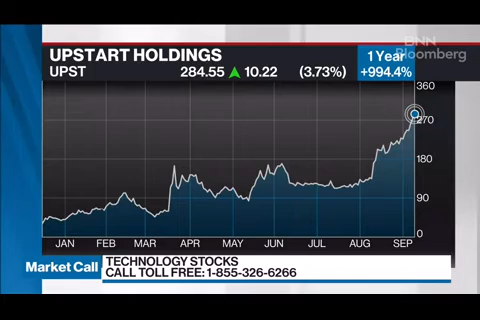 BNN
Bloomberg
UPSTART HOLDINGS
UPST 284.55 10.22 (3.73%)
1 Year
+994.4%
360
270
180
90
0
JAN FEB MAR APR MAY JUN JUL AUG SEP
Market Call
TECHNOLOGY STOCKS
CALL TOLL FREE: 1-855-326-6266